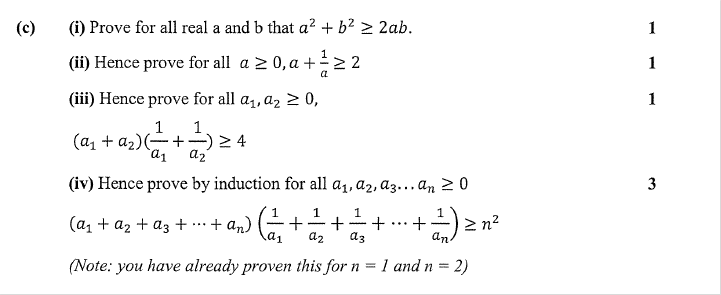 (c) (i) Prove for all real a and b that a² + b² ≥ 2ab. 1
(ii) Hence prove for all a ≥ 0, a + 1/a ≥ 2 1
(iii) Hence prove for all a₁, a₂ ≥ 0, 1
(a₁ + a₂)(1/a₁ + 1/a₂) ≥ 4
(iv) Hence prove by induction for all a₁, a₂, a₃… aₙ ≥ 0 3
(a₁ + a₂ + a₃ + ⋯ + aₙ) (1/a₁ + 1/a₂ + 1/a₃ + ⋯ + 1/aₙ) ≥ n²
(Note: you have already proven this for n = 1 and n = 2)